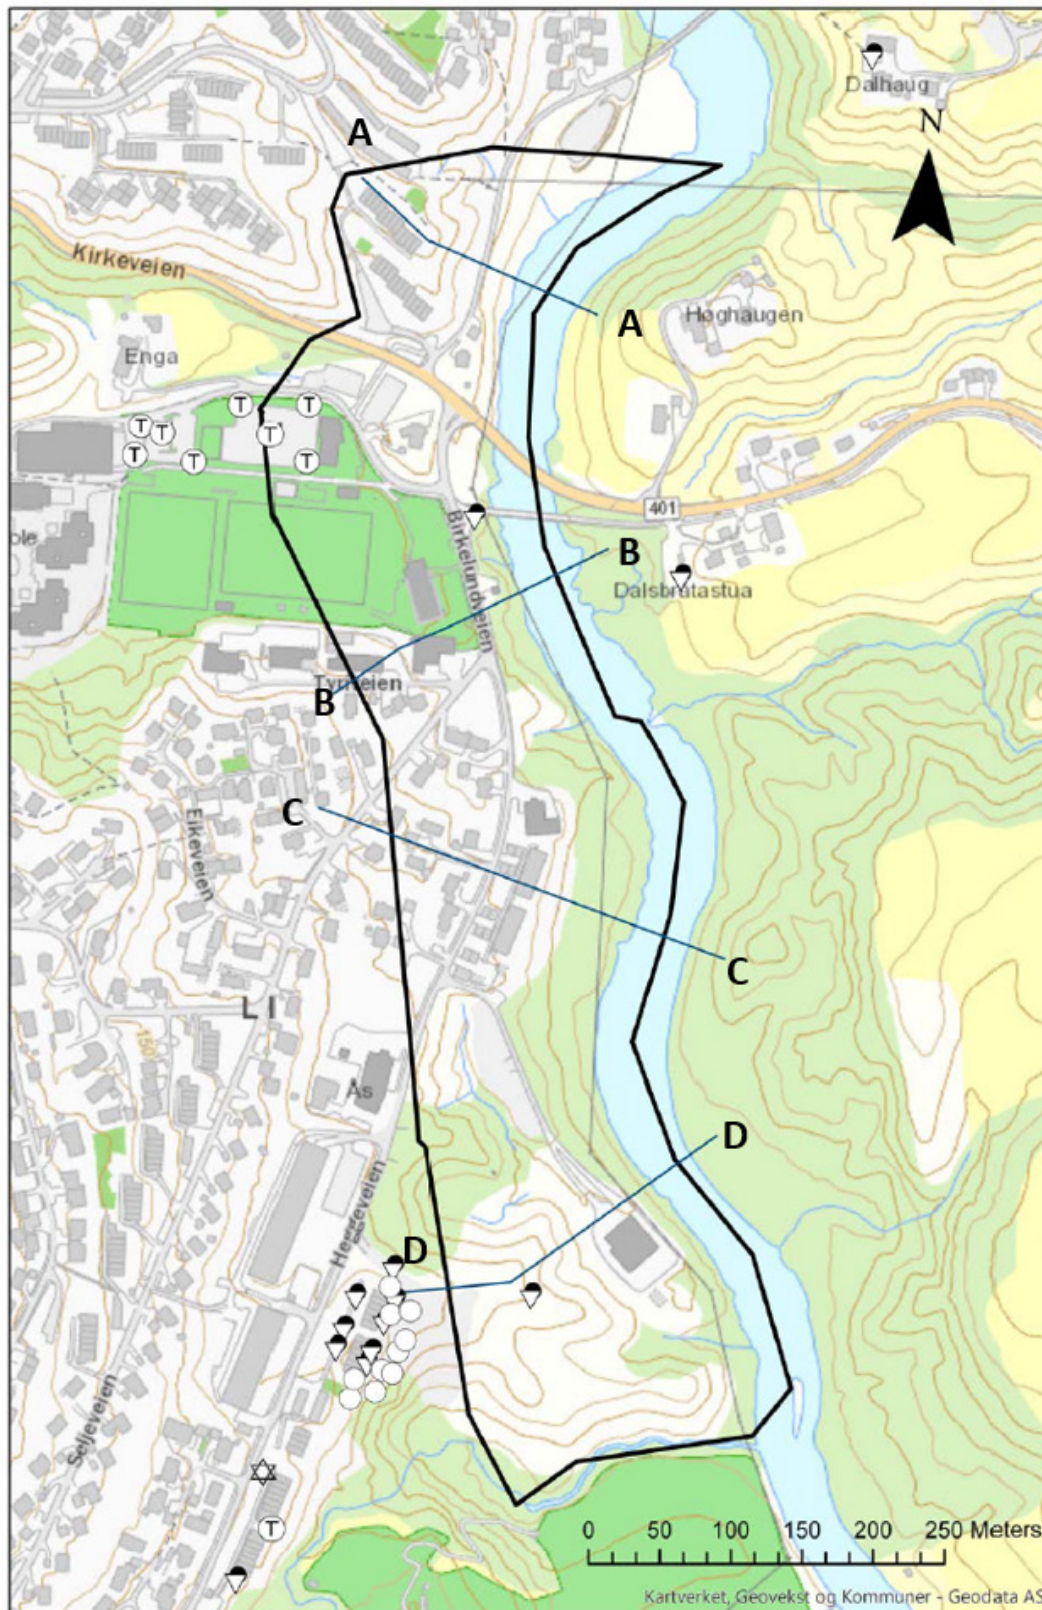 Dalhaug
N
A
Kirkeveien
A
Høghaugen
Enga
T
T
T
T
T
T
T
T
401
ole
Birkelundveien
B
Dalsbråtastua
B
C
Eikeveien
C
LI
150
Ås
D
Heggeveien
D
Seljeveien
T
0 50 100 150 200 250 Meters
Kartverket, Geovekst og Kommuner - Geodata AS